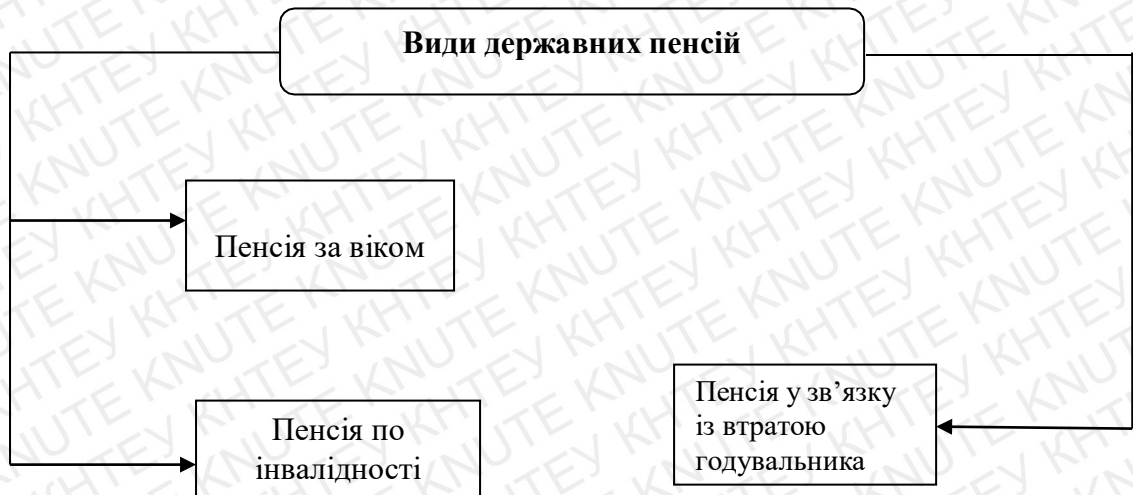 Види державних пенсій
Пенсія за віком
Пенсія по
інвалідності
Пенсія у зв’язку
із втратою
годувальника